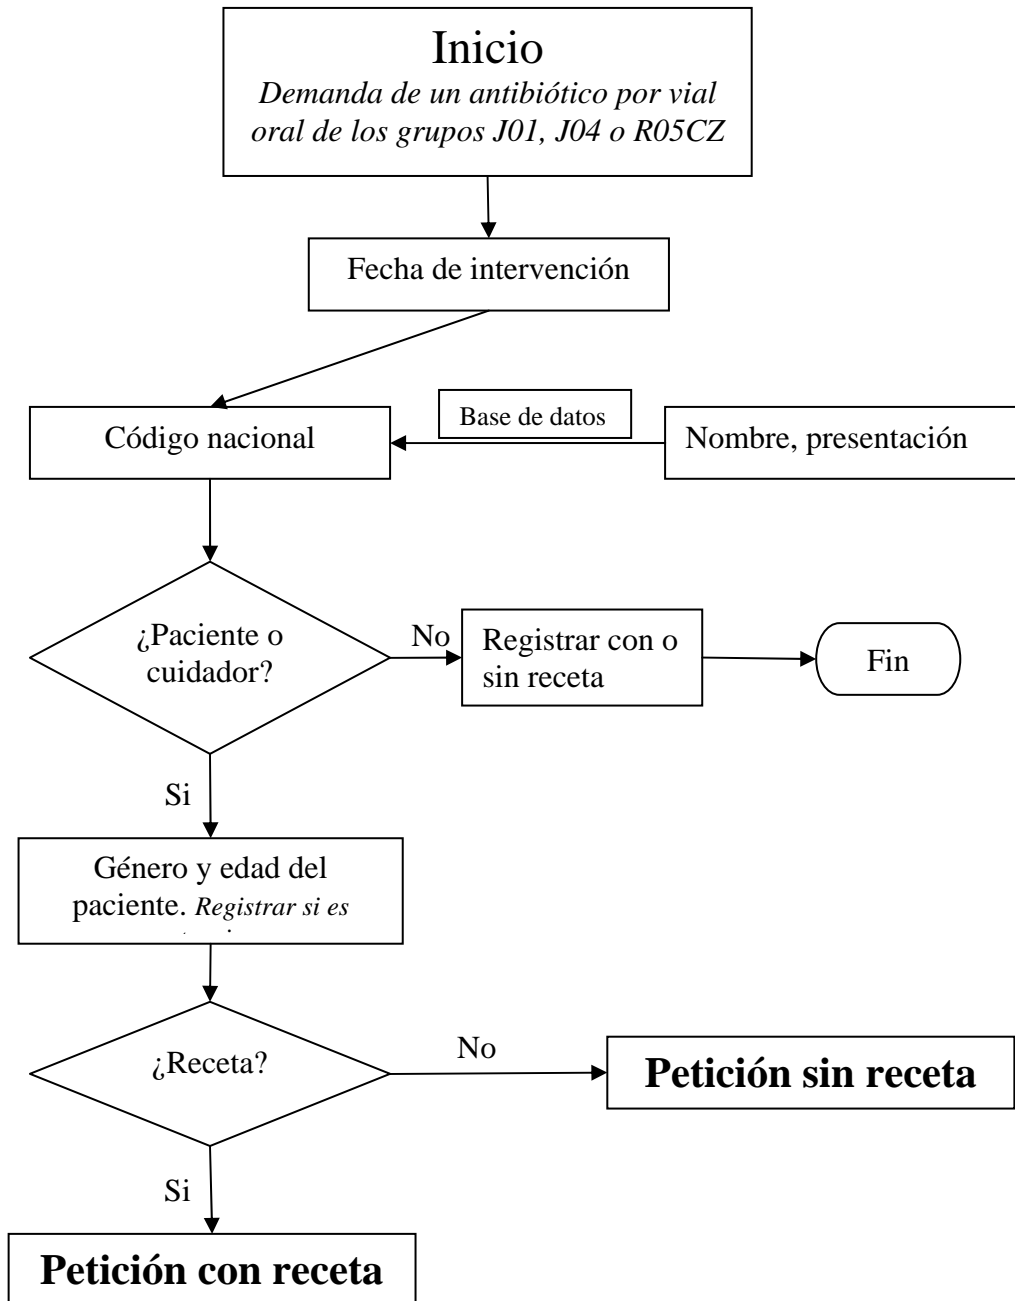 Inicio
Demanda de un antibiótico por vial
oral de los grupos J01, J04 o R05CZ
Fecha de intervención
Base de datos
Código nacional
Nombre, presentación
¿Paciente o
cuidador?
No
Registrar con o
sin receta
Fin
Si
Género y edad del
paciente. Registrar si es
¿Receta?
No
Petición sin receta
Si
Petición con receta